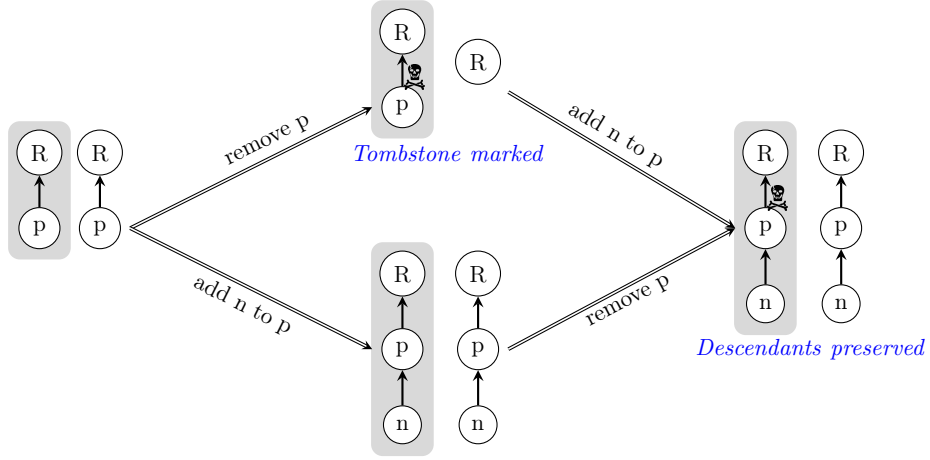 R
R
p
p
remove p
add n to p
R
R
p
Tombstone marked
R
R
p
p
n
n
add n to p
remove p
R
R
p
p
n
n
Descendants preserved